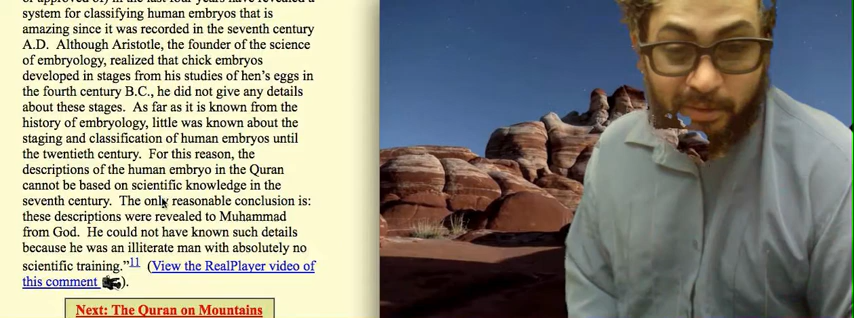 system for classifying human embryos that is
amazing since it was recorded in the seventh century
A.D.  Although Aristotle, the founder of the science
of embryology, realized that chick embryos
developed in stages from his studies of hen's eggs in
the fourth century B.C., he did not give any details
about these stages.  As far as it is known from the
history of embryology, little was known about the
staging and classification of human embryos until
the twentieth century.  For this reason, the
descriptions of the human embryo in the Quran
cannot be based on scientific knowledge in the
seventh century.  The only reasonable conclusion is:
these descriptions were revealed to Muhammad
from God.  He could not have known such details
because he was an illiterate man with absolutely no
scientific training.”11  (View the RealPlayer video of
this comment ).
Next: The Quran on Mountains